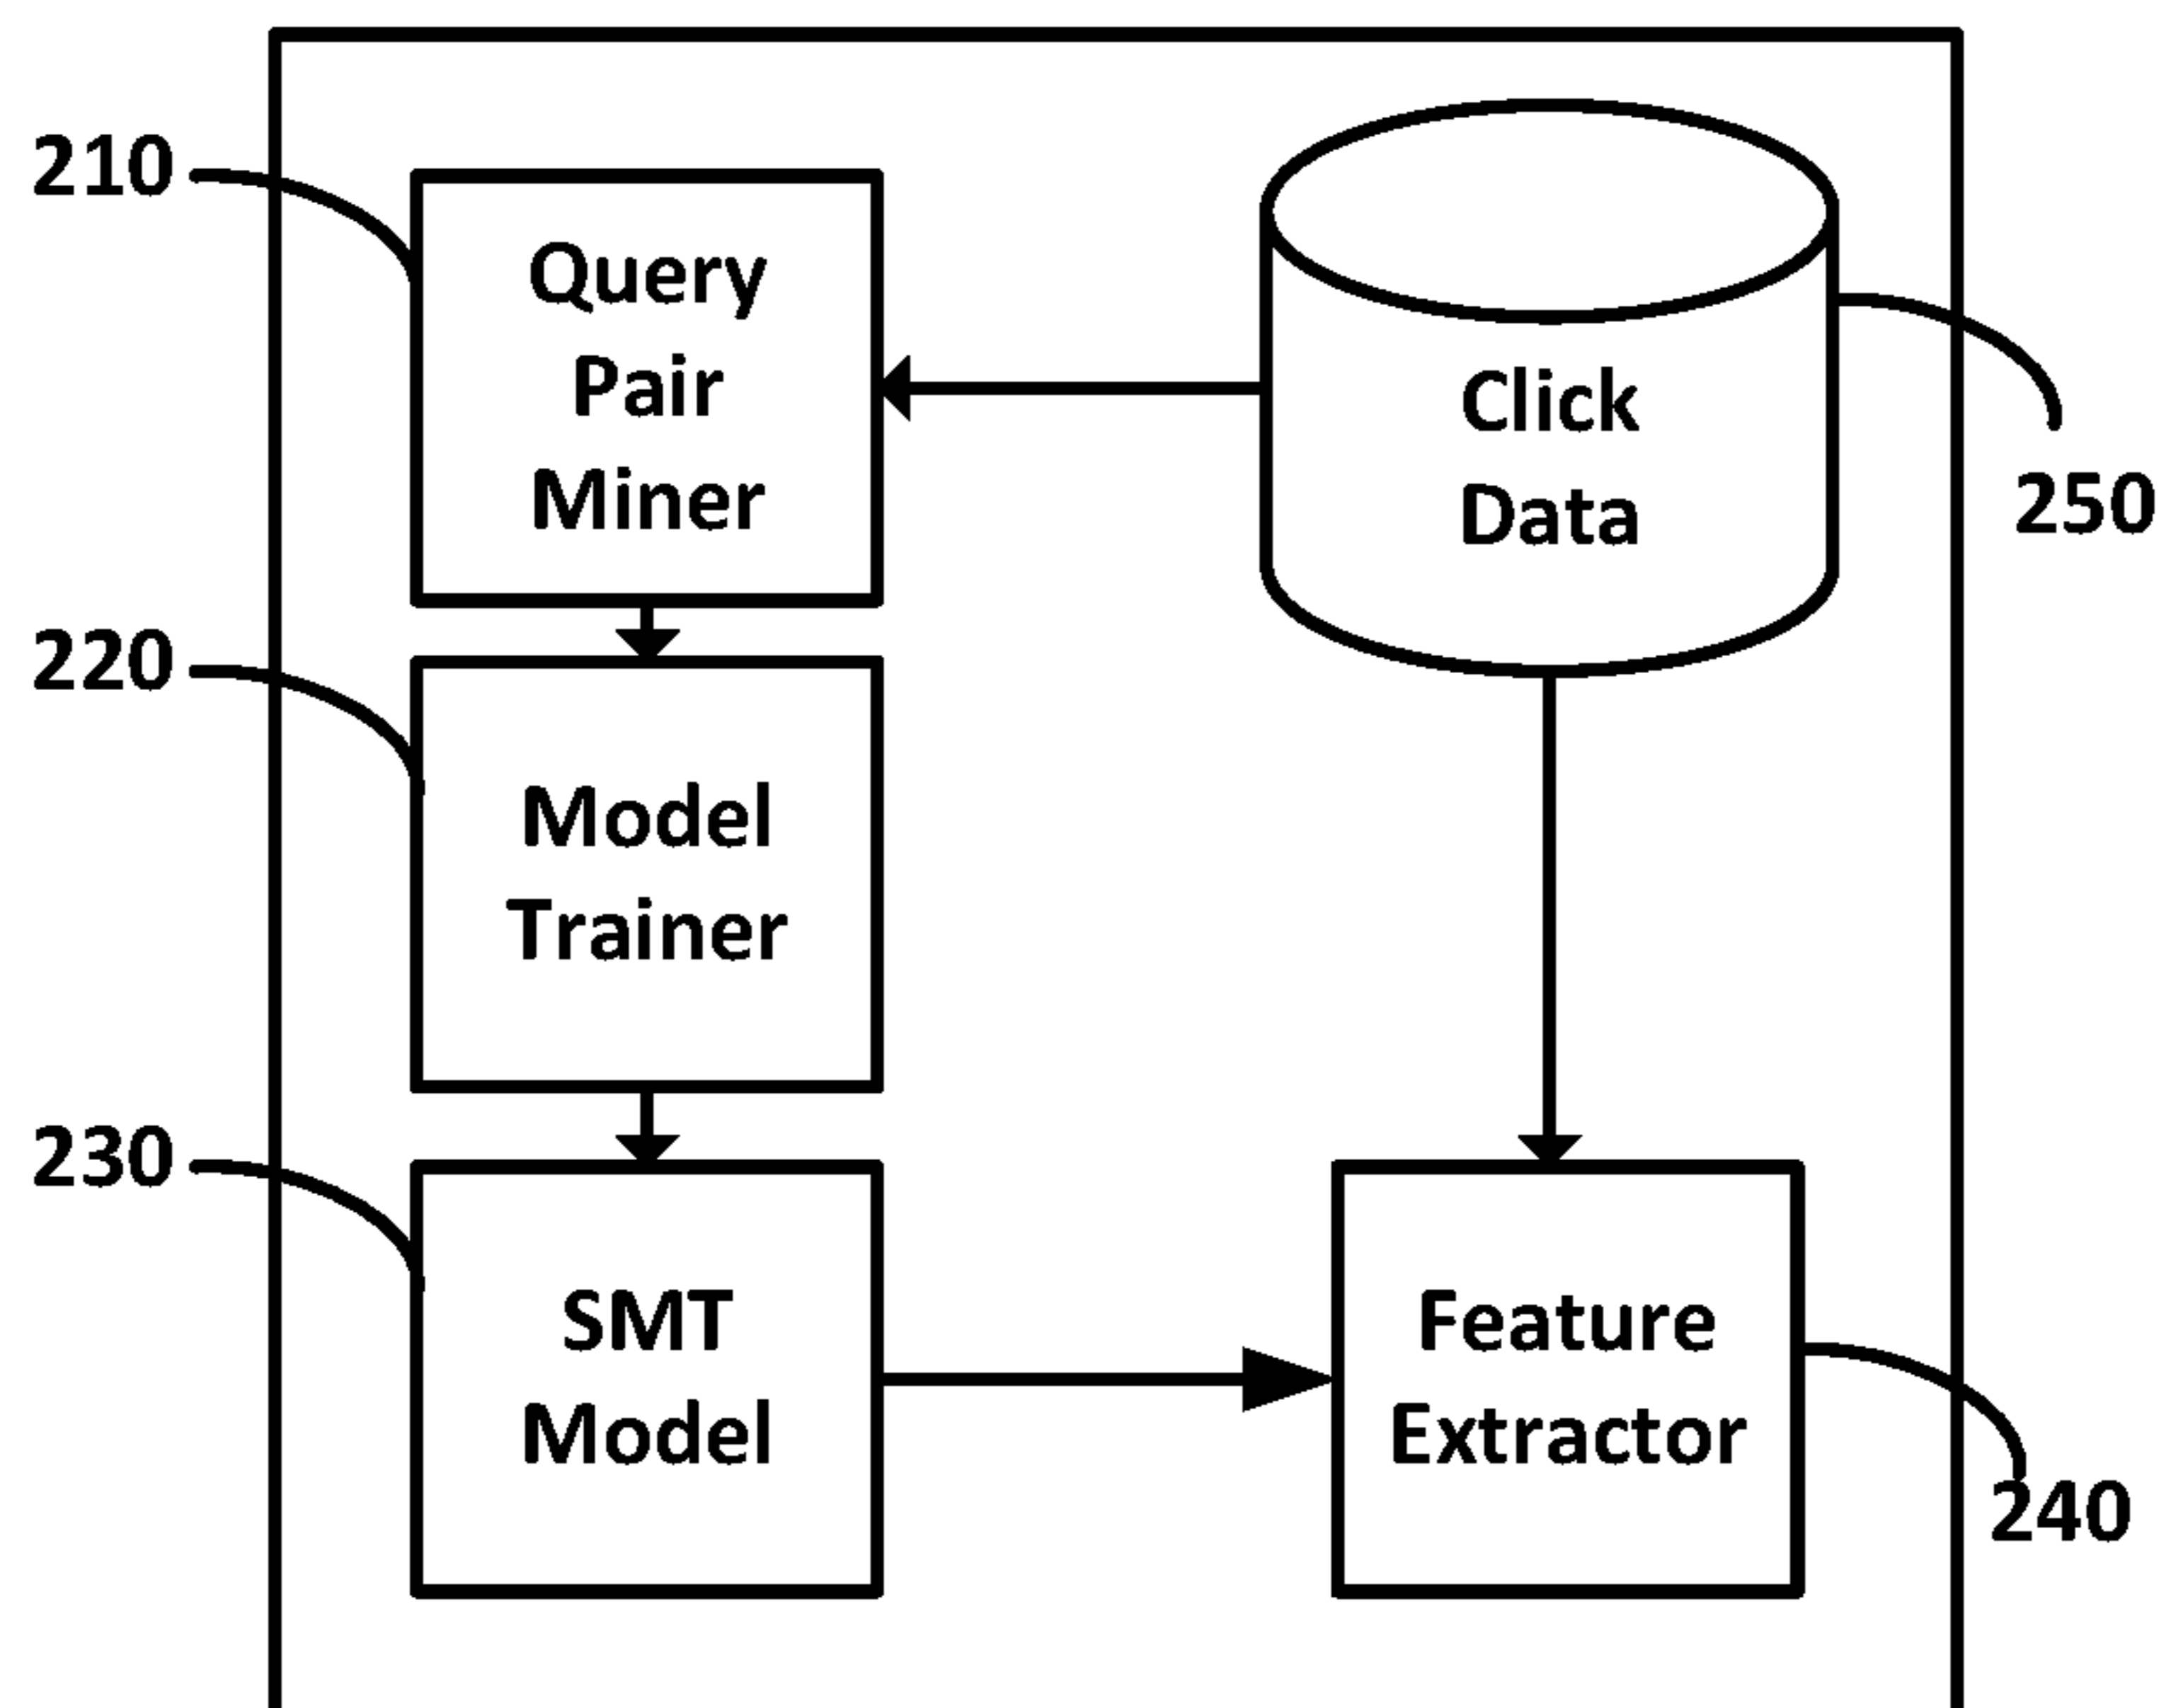 210
Query
Pair
Miner
Click
Data
250
220
Model
Trainer
230
SMT
Model
Feature
Extractor
240